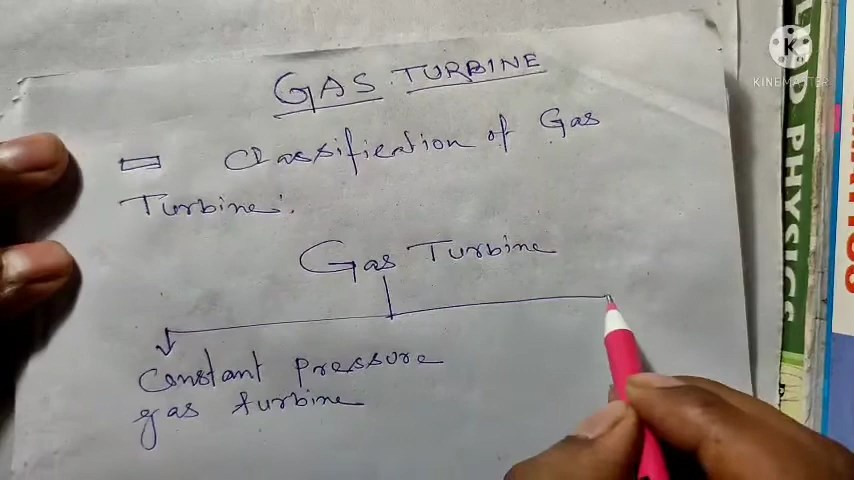 GAS TURBINE
Classification of Gas
Turbine:
Gas Turbine
Constant pressure
gas turbine
KINEMASTER
PHYSICS